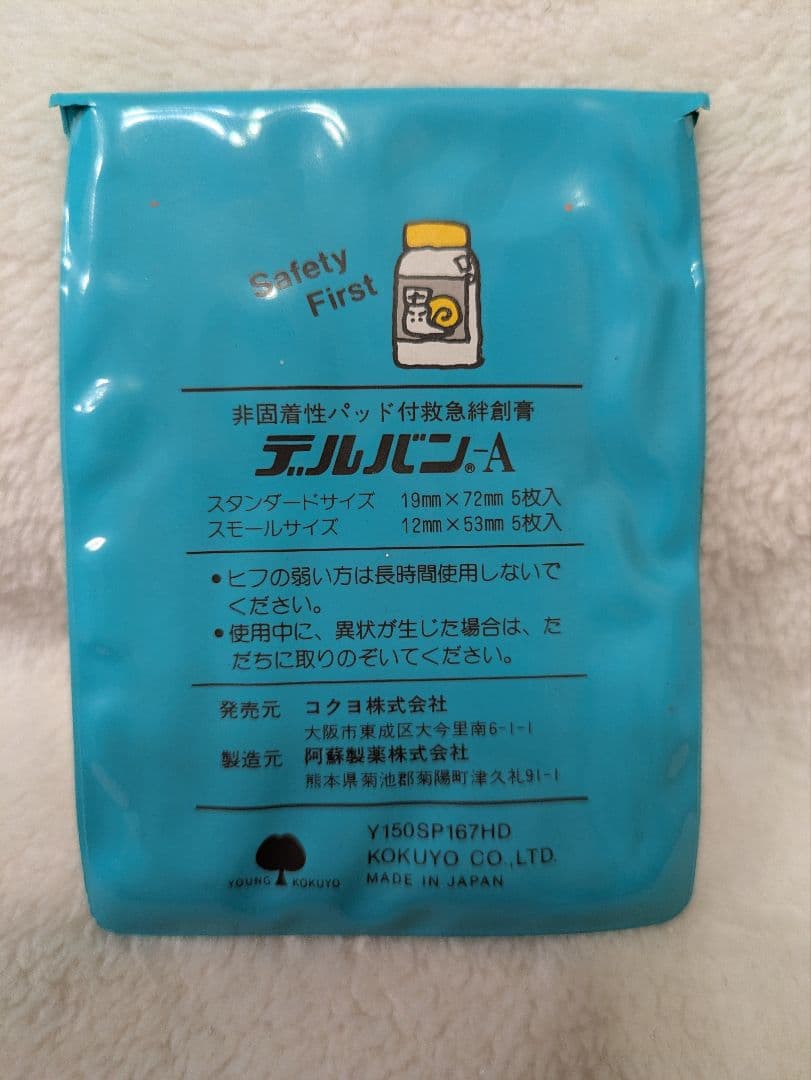 Safety
First
非固着性パッド付救急絆創膏
デルバン®-A
スタンダードサイズ 19mm×72mm 5枚入
スモールサイズ 12mm×53mm 5枚入
•ヒフの弱い方は長時間使用しないで
ください。
•使用中に、異状が生じた場合は、た
だちに取りのぞいてください。
発売元 コクヨ株式会社
大阪市東成区大今里南6-1-1
製造元 阿蘇製薬株式会社
熊本県菊池郡菊陽町津久礼91-1
Y150SP167HD
KOKUYO CO.,LTD.
MADE IN JAPAN
YOUNG KOKUYO